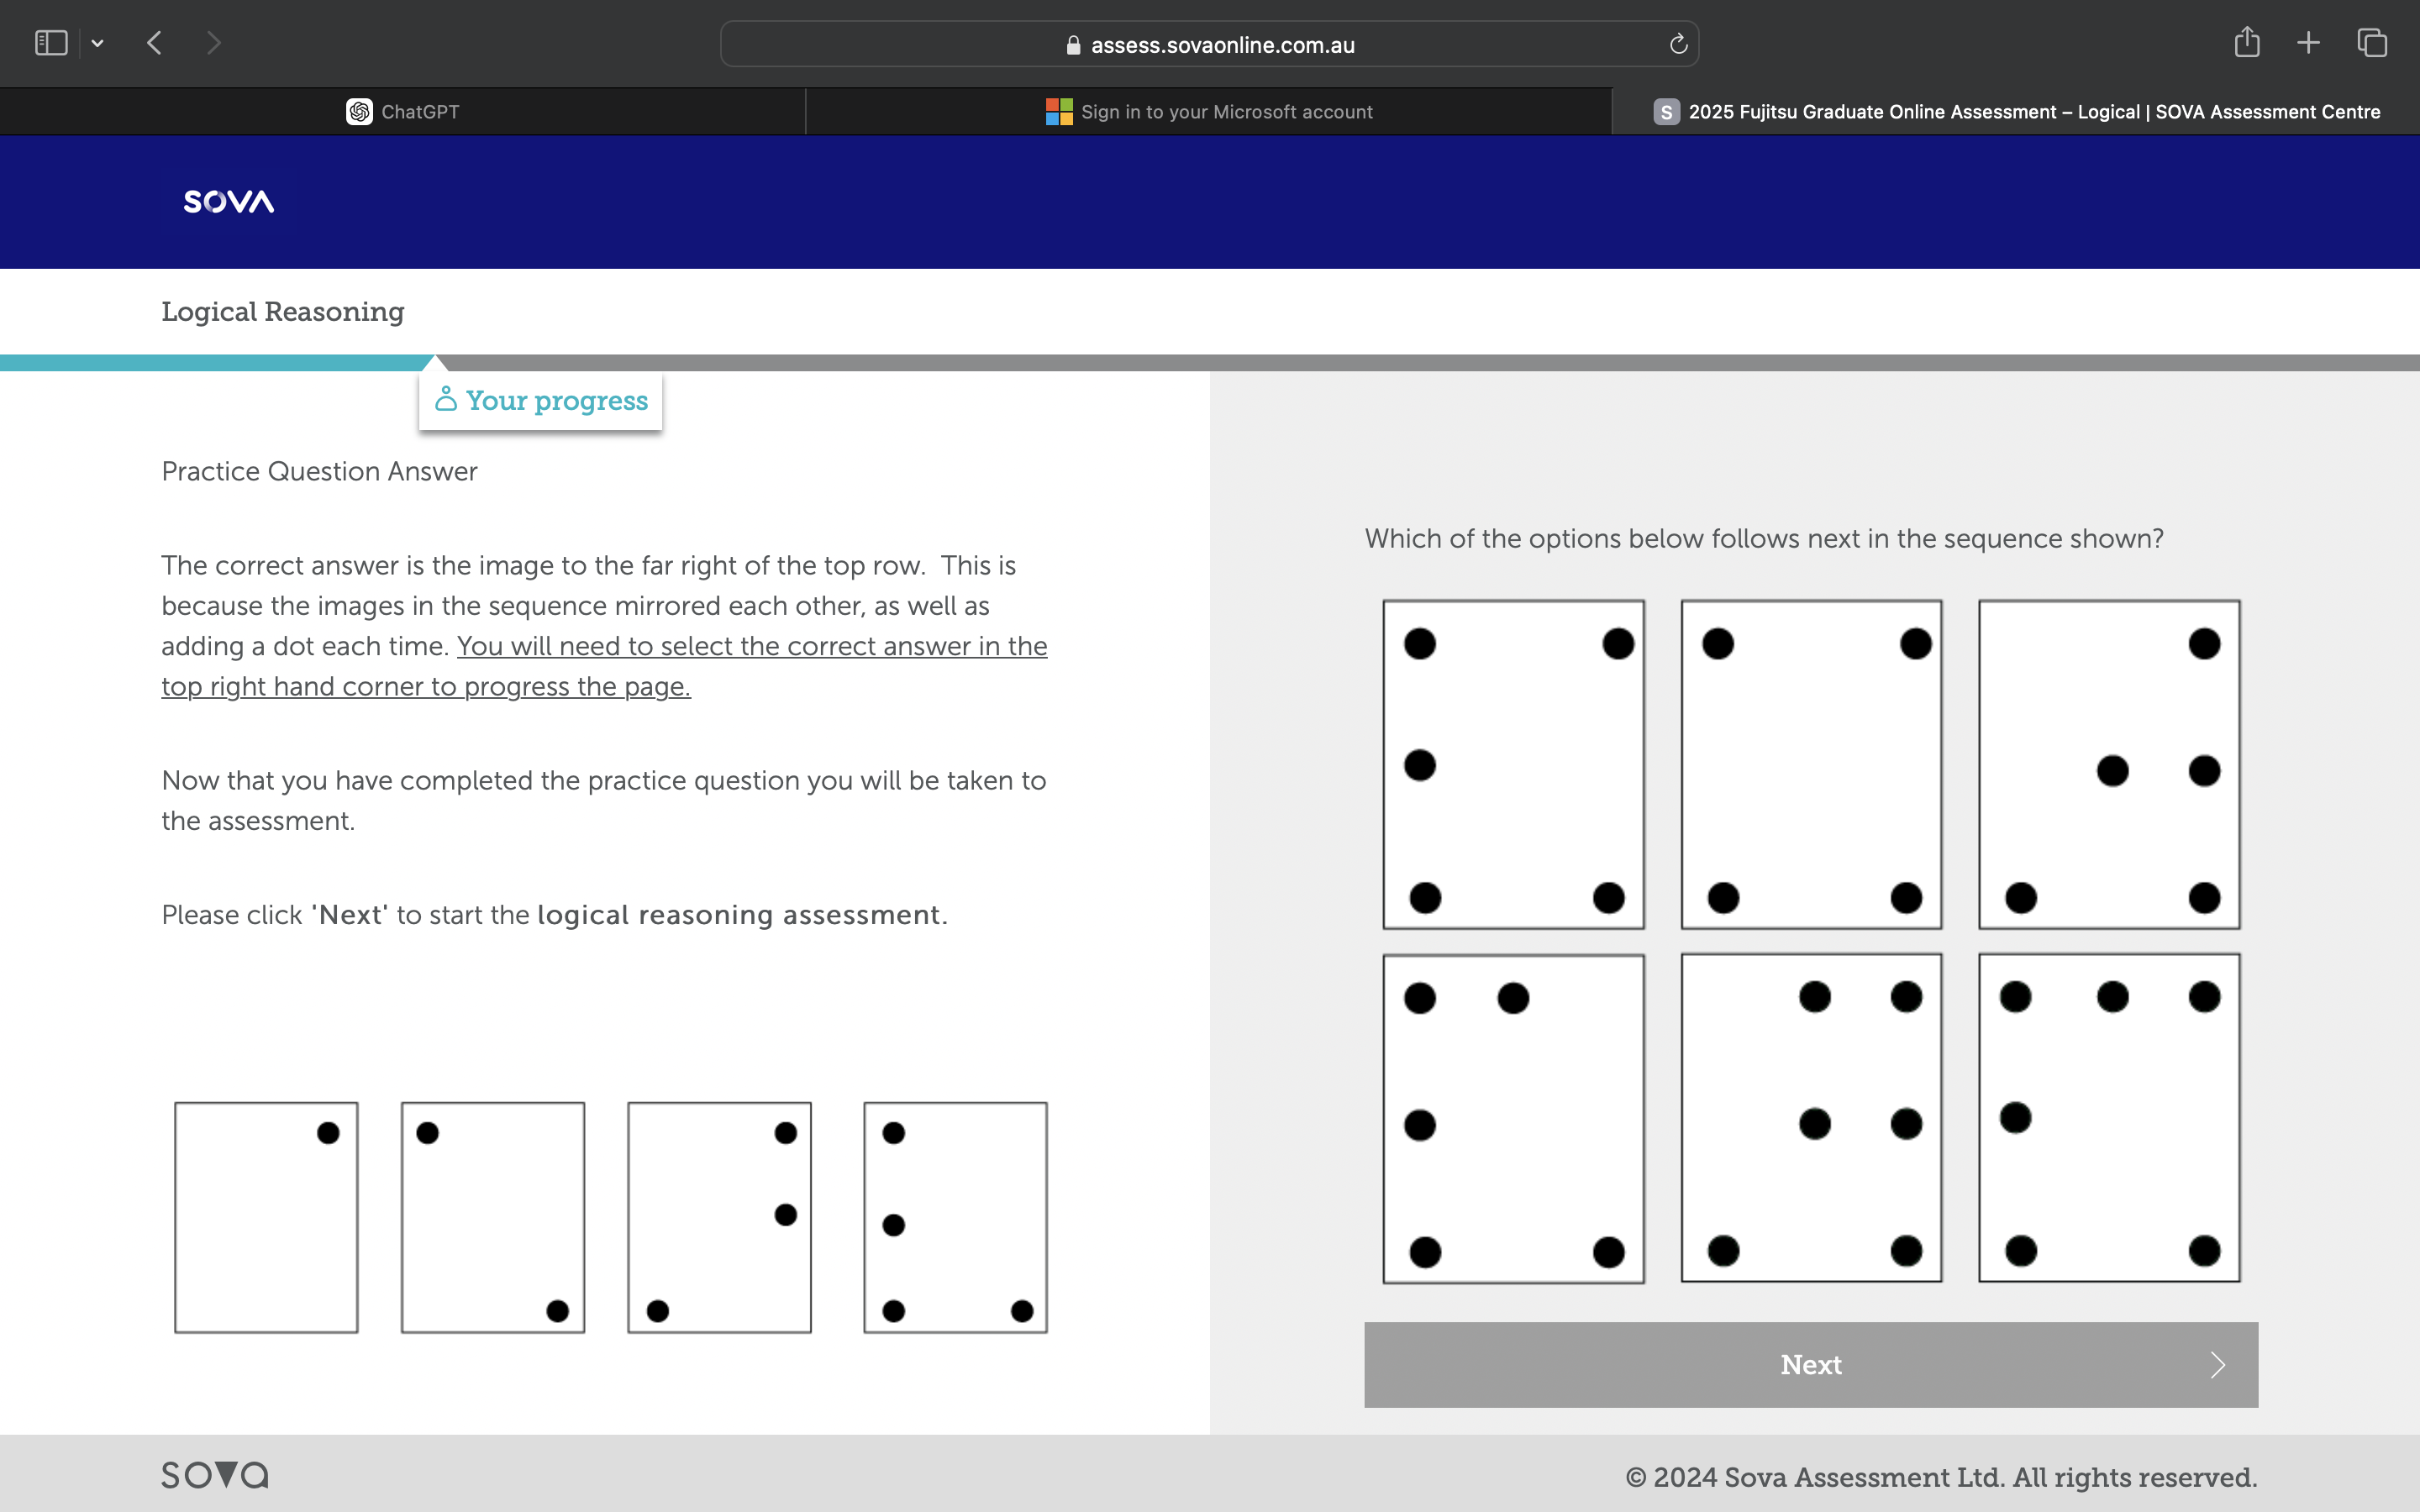 assess.sovaonline.com.au
ChatGPT
Sign in to your Microsoft account
S 2025 Fujitsu Graduate Online Assessment – Logical | SOVA Assessment Centre
SOVA
Logical Reasoning
Your progress
Practice Question Answer
The correct answer is the image to the far right of the top row.  This is
because the images in the sequence mirrored each other, as well as
adding a dot each time. You will need to select the correct answer in the
top right hand corner to progress the page.
Now that you have completed the practice question you will be taken to
the assessment.
Please click 'Next' to start the logical reasoning assessment.
Which of the options below follows next in the sequence shown?
Next
sova
© 2024 Sova Assessment Ltd. All rights reserved.